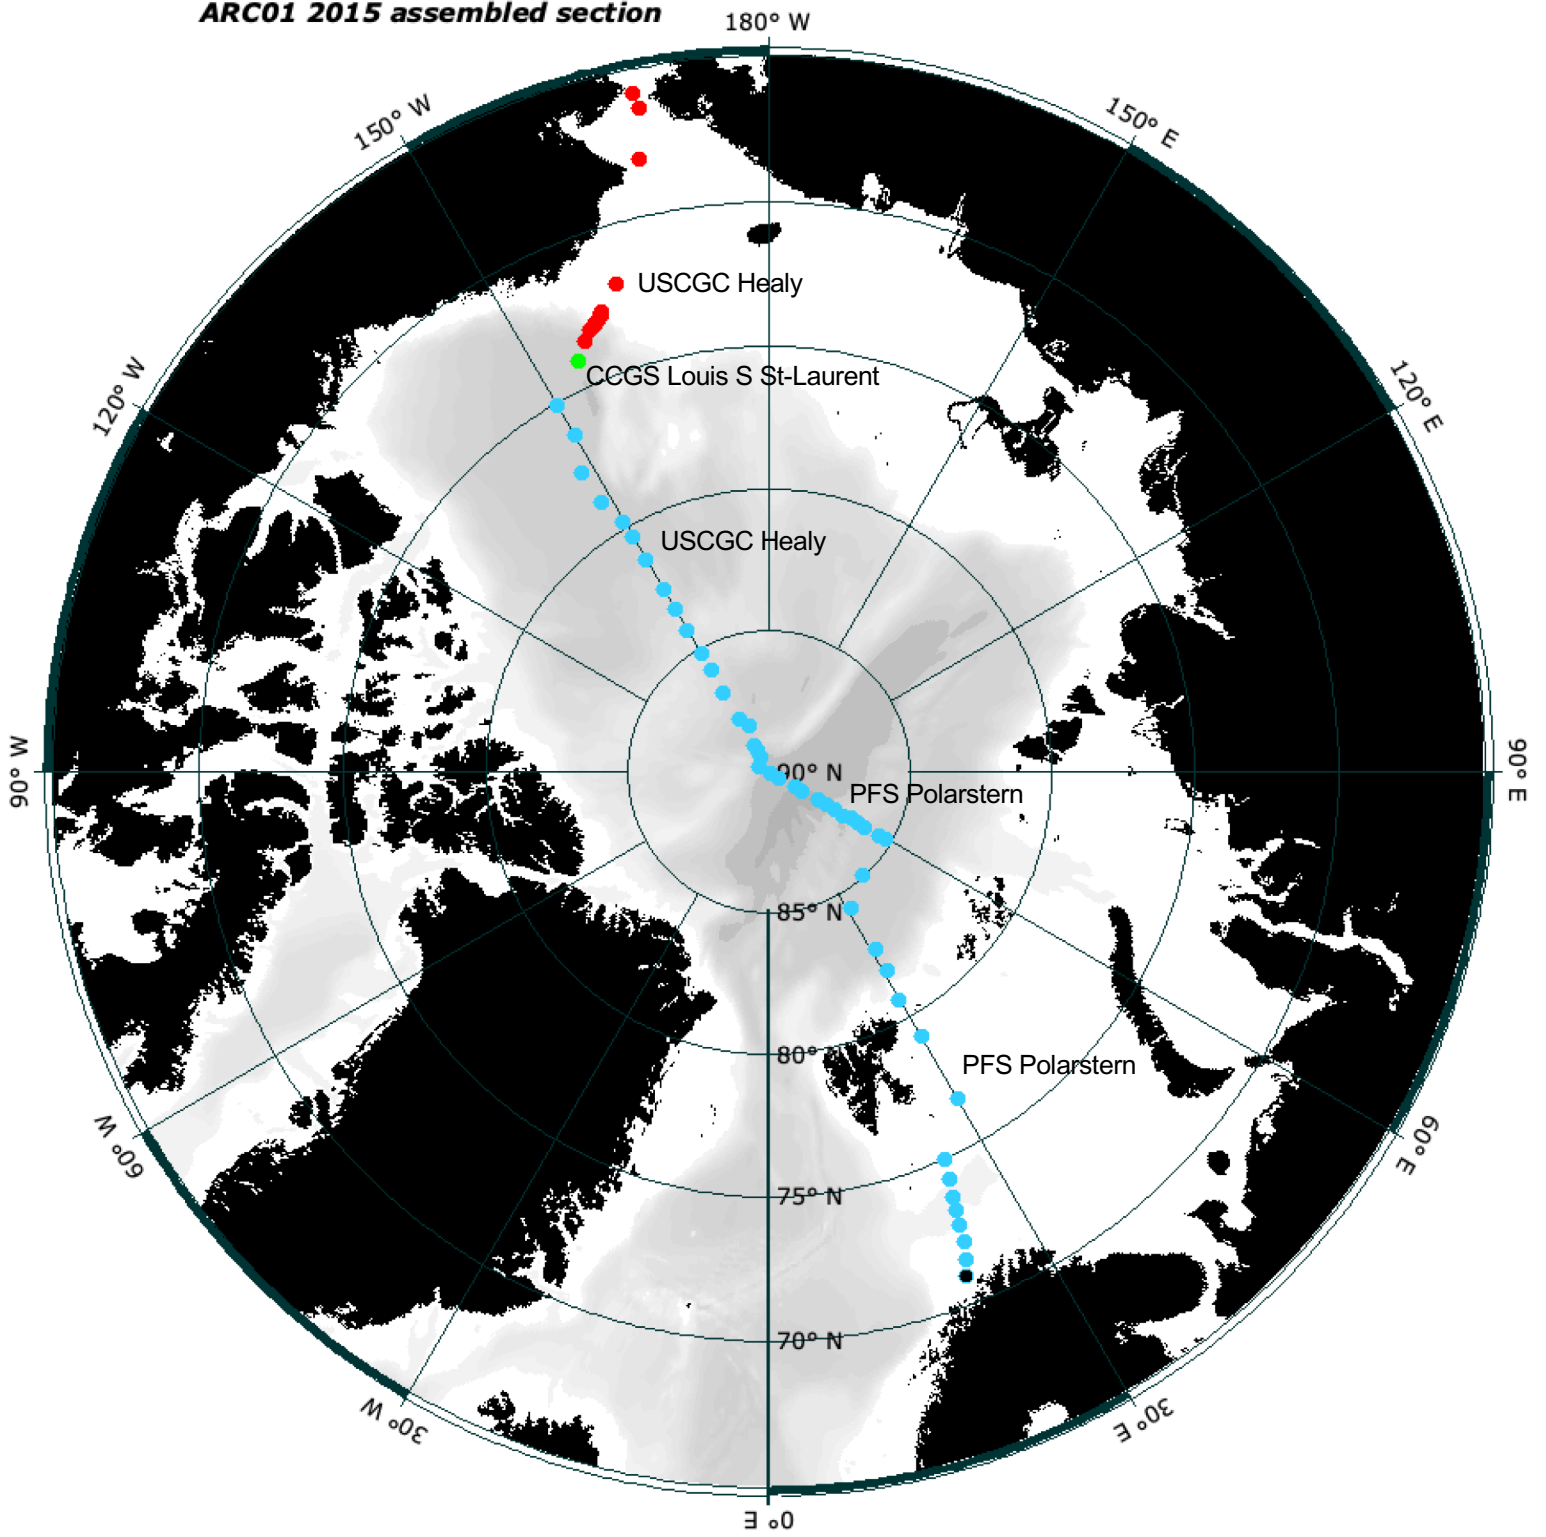 ARC01 2015 assembled section
180° W
150° W
150° E
USCGC Healy
120° W
120° E
CCGS Louis S St-Laurent
USCGC Healy
90° W
90° N
90° E
PFS Polarstern
85° N
80° N
PFS Polarstern
60° W
60° E
75° N
70° N
30° W
30° E
0° E